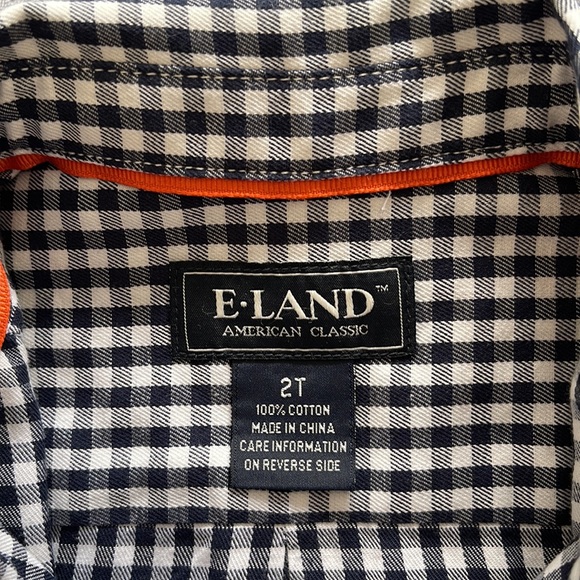 E·LAND™
AMERICAN CLASSIC
2T
100% COTTON
MADE IN CHINA
CARE INFORMATION
ON REVERSE SIDE